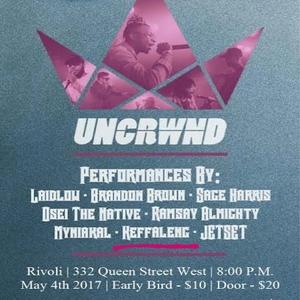 UNCRWND
PERFORMANCES BY:
LAIDLOW · BRANDON BROWN · SAGE HARRIS
OSEI THE NATIVE · RAMSAY ALMIGHTY
MYNIARAL · KEFFALENG · JETSET
Rivoli | 332 Queen Street West | 8:00 P.M.
May 4th 2017 | Early Bird - $10 | Door - $20